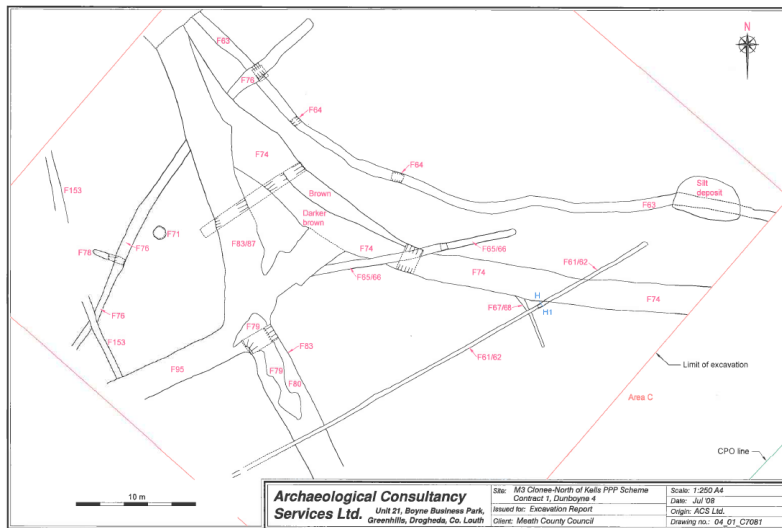 N
F63
F76
F64
F64
F74
F153
Brown
Silt
deposit
F63
Darker
brown
F71
F76
F78
F83/87
F74
F65/66
F65/66
F74
F61/62
F74
H
H1
F67/68
F76
F153
F79
F83
F95
F79
F80
F61/62
Limit of excavation
Area C
CPO line
10 m
Archaeological Consultancy
Services Ltd. Unit 21, Boyne Business Park,
Greenhills, Drogheda, Co. Louth
Site: M3 Clonee-North of Kells PPP Scheme
Contract 1, Dunboyne 4
Issued for: Excavation Report
Client: Meath County Council
Scale: 1:250 A4
Date: Jul '08
Origin: ACS Ltd.
Drawing no.: 04_01_C7081